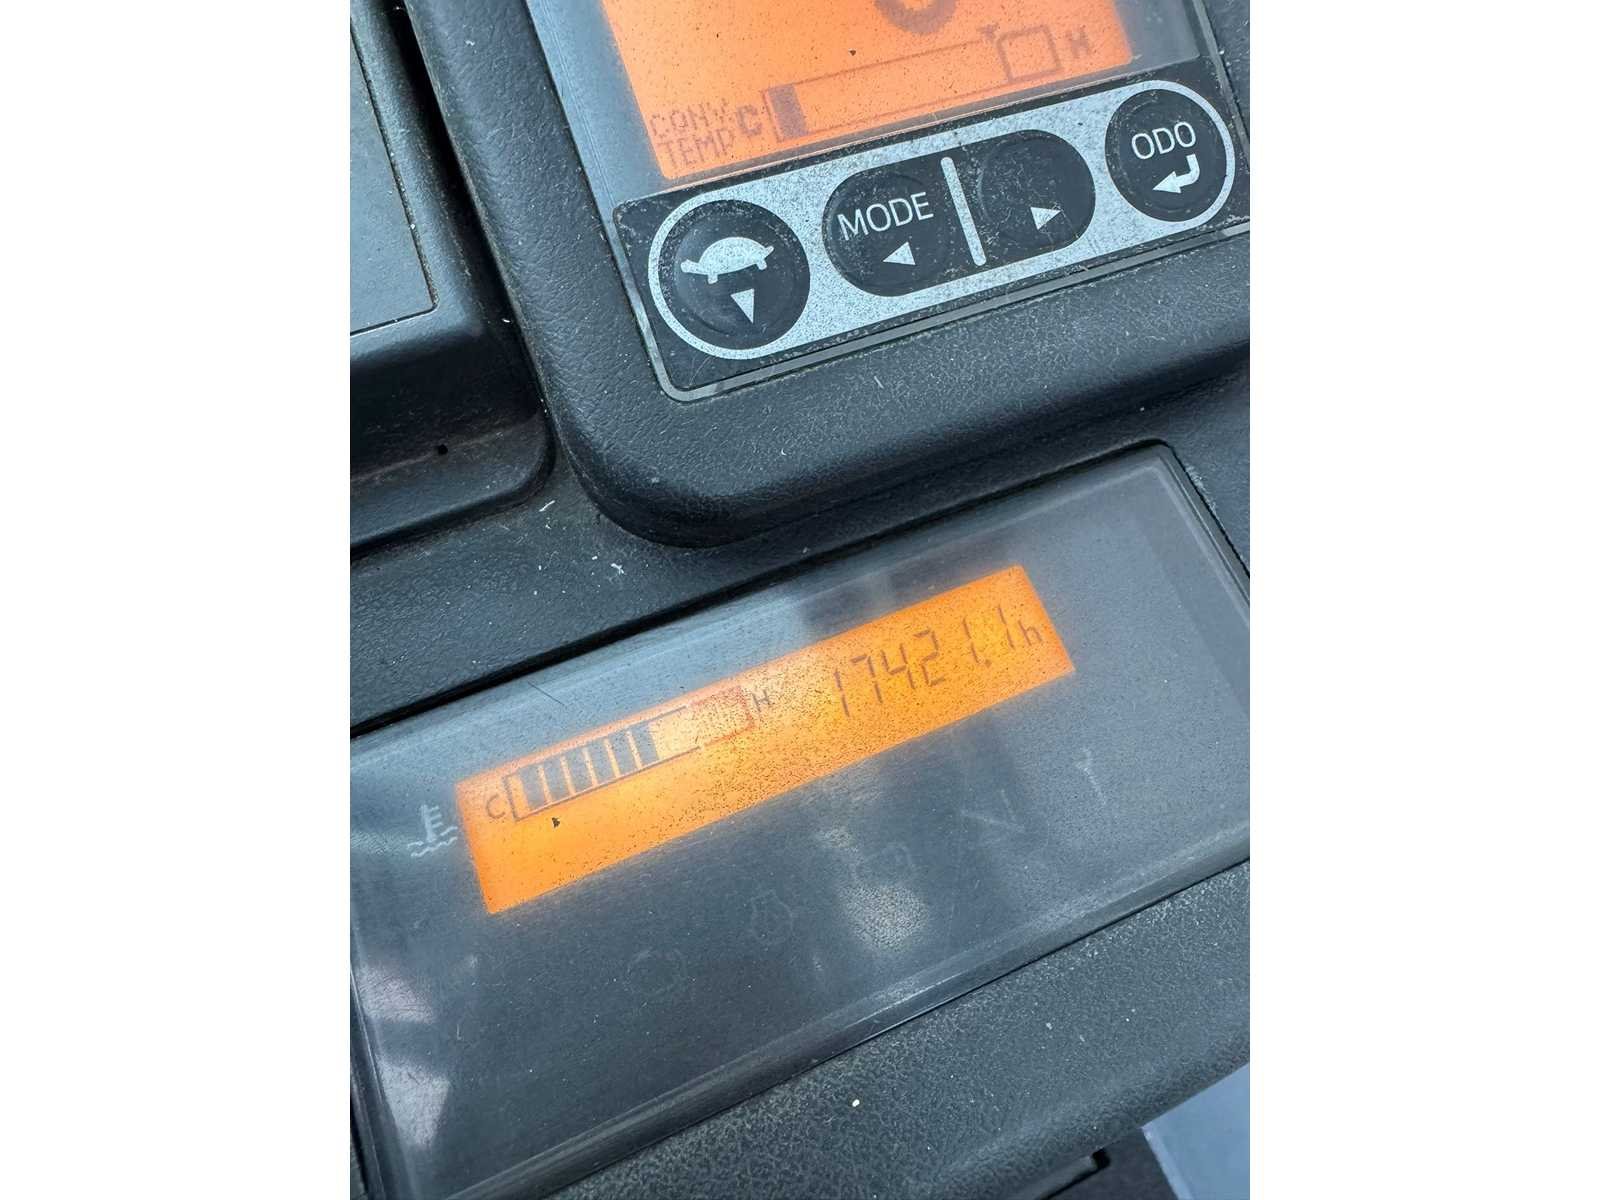 H
CONV C
TEMP
MODE
ODO
C H 17421.1h